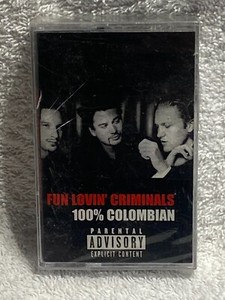 FUN LOVIN' CRIMINALS
100% COLOMBIAN
PARENTAL
ADVISORY
EXPLICIT CONTENT